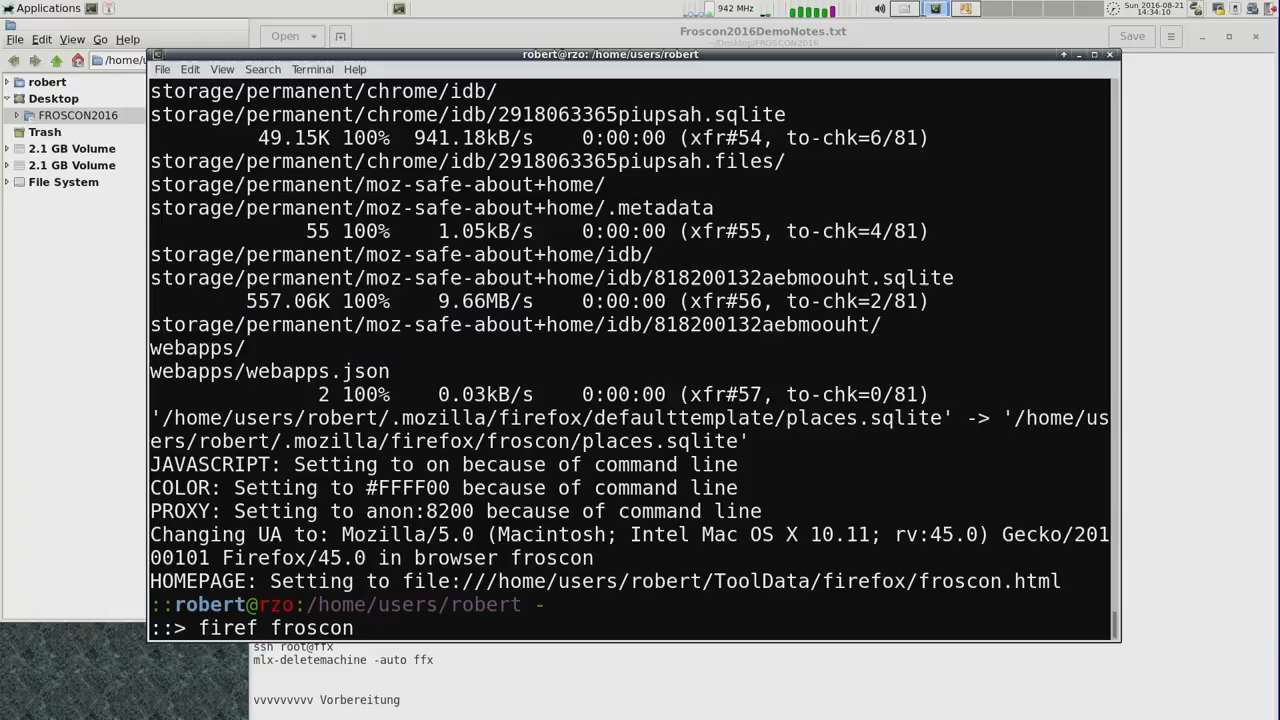 Applications
942 MHz
Sun 2016-08-21
14:34:10
File Edit View Go Help
Open
Froscon2016DemoNotes.txt
~/Desktop/FROSCON2016
Save
/home/u
robert
Desktop
FROSCON2016
Trash
2.1 GB Volume
2.1 GB Volume
File System
robert@rzo: /home/users/robert
File Edit View Search Terminal Help
storage/permanent/chrome/idb/
storage/permanent/chrome/idb/2918063365piupsah.sqlite
49.15K 100% 941.18kB/s 0:00:00 (xfr#54, to-chk=6/81)
storage/permanent/chrome/idb/2918063365piupsah.files/
storage/permanent/moz-safe-about+home/
storage/permanent/moz-safe-about+home/.metadata
55 100% 1.05kB/s 0:00:00 (xfr#55, to-chk=4/81)
storage/permanent/moz-safe-about+home/idb/
storage/permanent/moz-safe-about+home/idb/818200132aebmoouht.sqlite
557.06K 100% 9.66MB/s 0:00:00 (xfr#56, to-chk=2/81)
storage/permanent/moz-safe-about+home/idb/818200132aebmoouht/
webapps/
webapps/webapps.json
2 100% 0.03kB/s 0:00:00 (xfr#57, to-chk=0/81)
'/home/users/robert/.mozilla/firefox/defaulttemplate/places.sqlite' -> '/home/us
ers/robert/.mozilla/firefox/froscon/places.sqlite'
JAVASCRIPT: Setting to on because of command line
COLOR: Setting to #FFFF00 because of command line
PROXY: Setting to anon:8200 because of command line
Changing UA to: Mozilla/5.0 (Macintosh; Intel Mac OS X 10.11; rv:45.0) Gecko/201
00101 Firefox/45.0 in browser froscon
HOMEPAGE: Setting to file:///home/users/robert/ToolData/firefox/froscon.html
::robert@rzo:/home/users/robert -
::> firef froscon
ssh root@ffx
mlx-deletemachine -auto ffx
vvvvvvvvv Vorbereitung